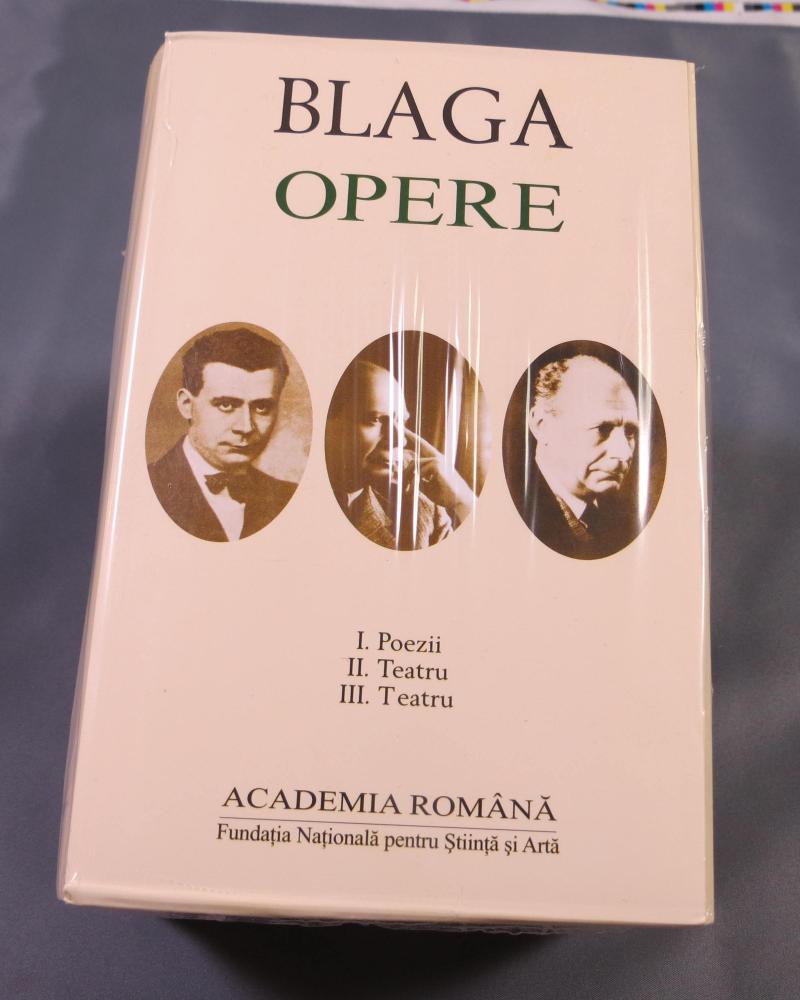 BLAGA
OPERE
I. Poezii
II. Teatru
III. Teatru
ACADEMIA ROMÂNĂ
Fundația Națională pentru Știință și Artă